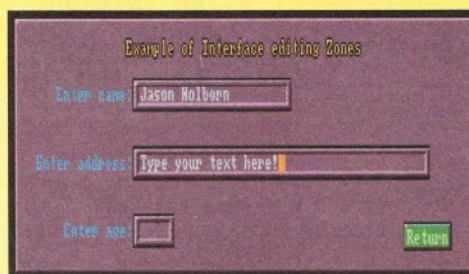 Example of Interface editing Zones
Enter name: Jason Holborn
Enter address: Type your text here!
Enter age:
Return